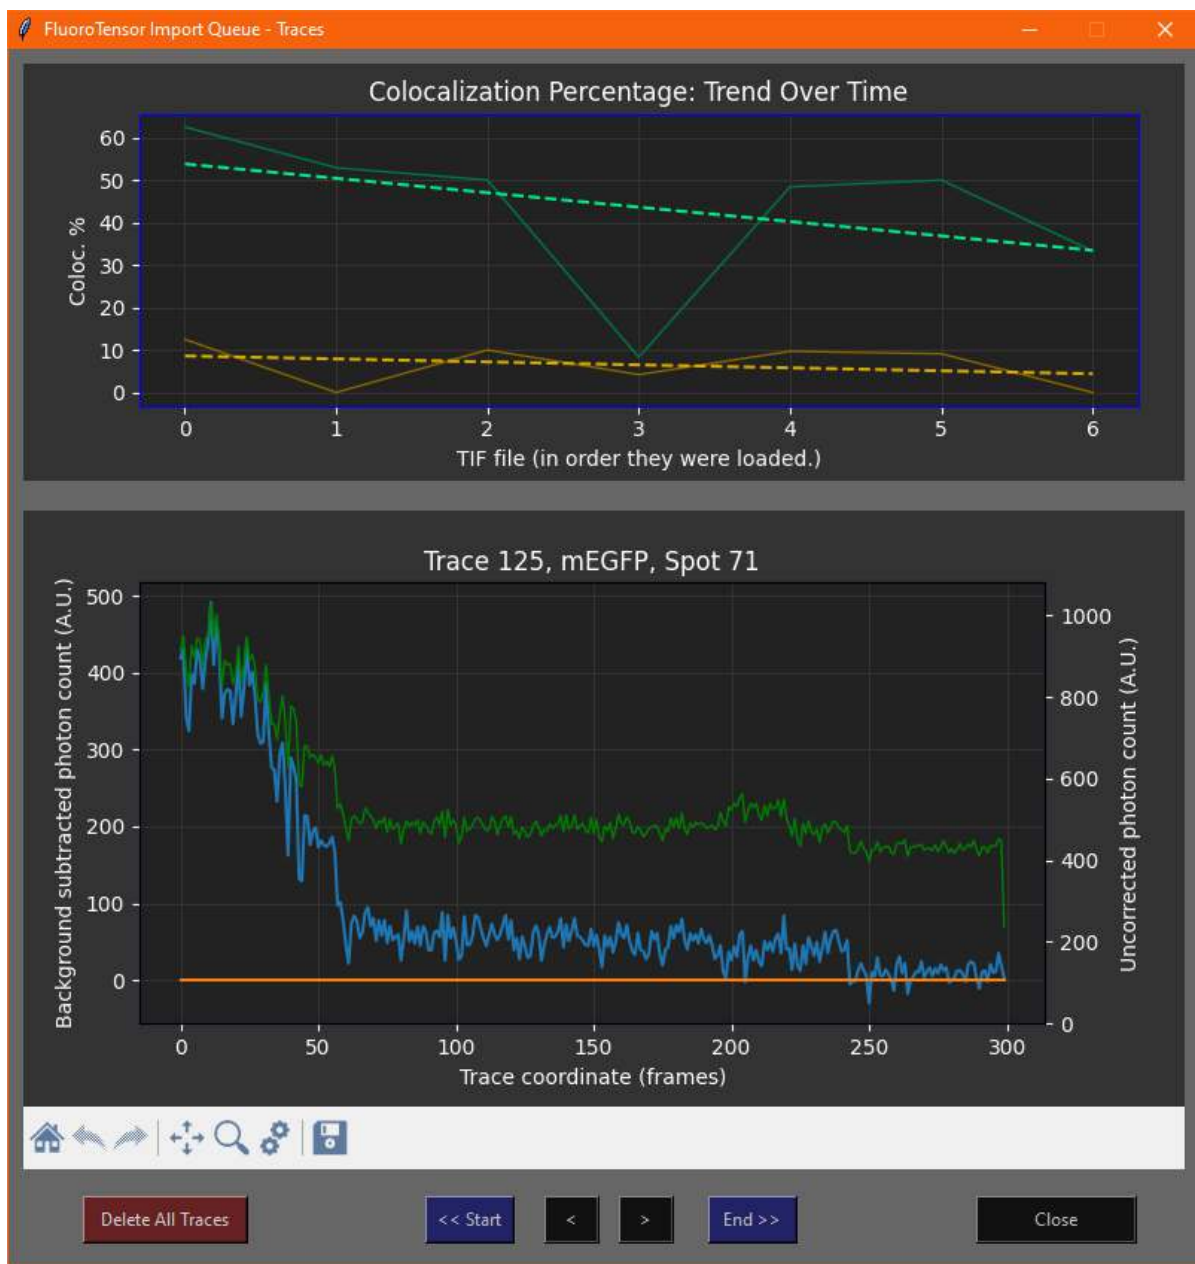 FluoroTensor Import Queue - Traces
Colocalization Percentage: Trend Over Time
60
50
40
30
20
10
0
Coloc. %
0 1 2 3 4 5 6
TIF file (in order they were loaded.)
Trace 125, mEGFP, Spot 71
500
400
300
200
100
0
Background subtracted photon count (A.U.)
1000
800
600
400
200
0
Uncorrected photon count (A.U.)
0 50 100 150 200 250 300
Trace coordinate (frames)
Delete All Traces << Start < > End >> Close